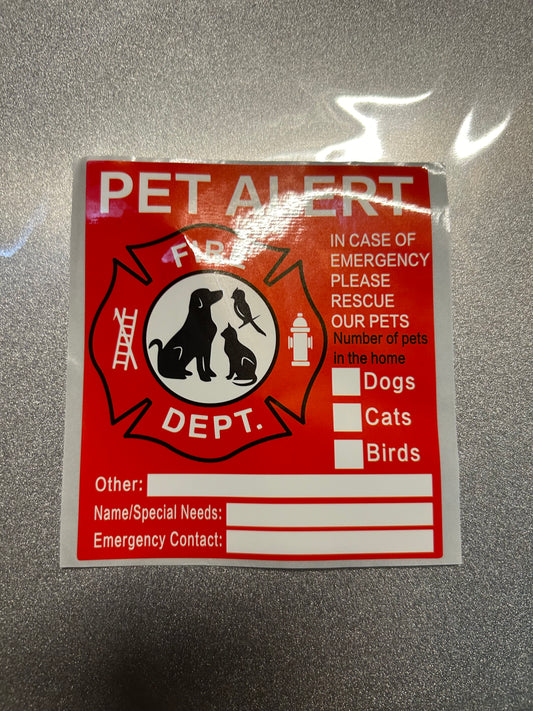 PET ALERT
FIRE
DEPT.
IN CASE OF
EMERGENCY
PLEASE
RESCUE
OUR PETS
Number of pets
in the home
Dogs
Cats
Birds
Other:
Name/Special Needs:
Emergency Contact: